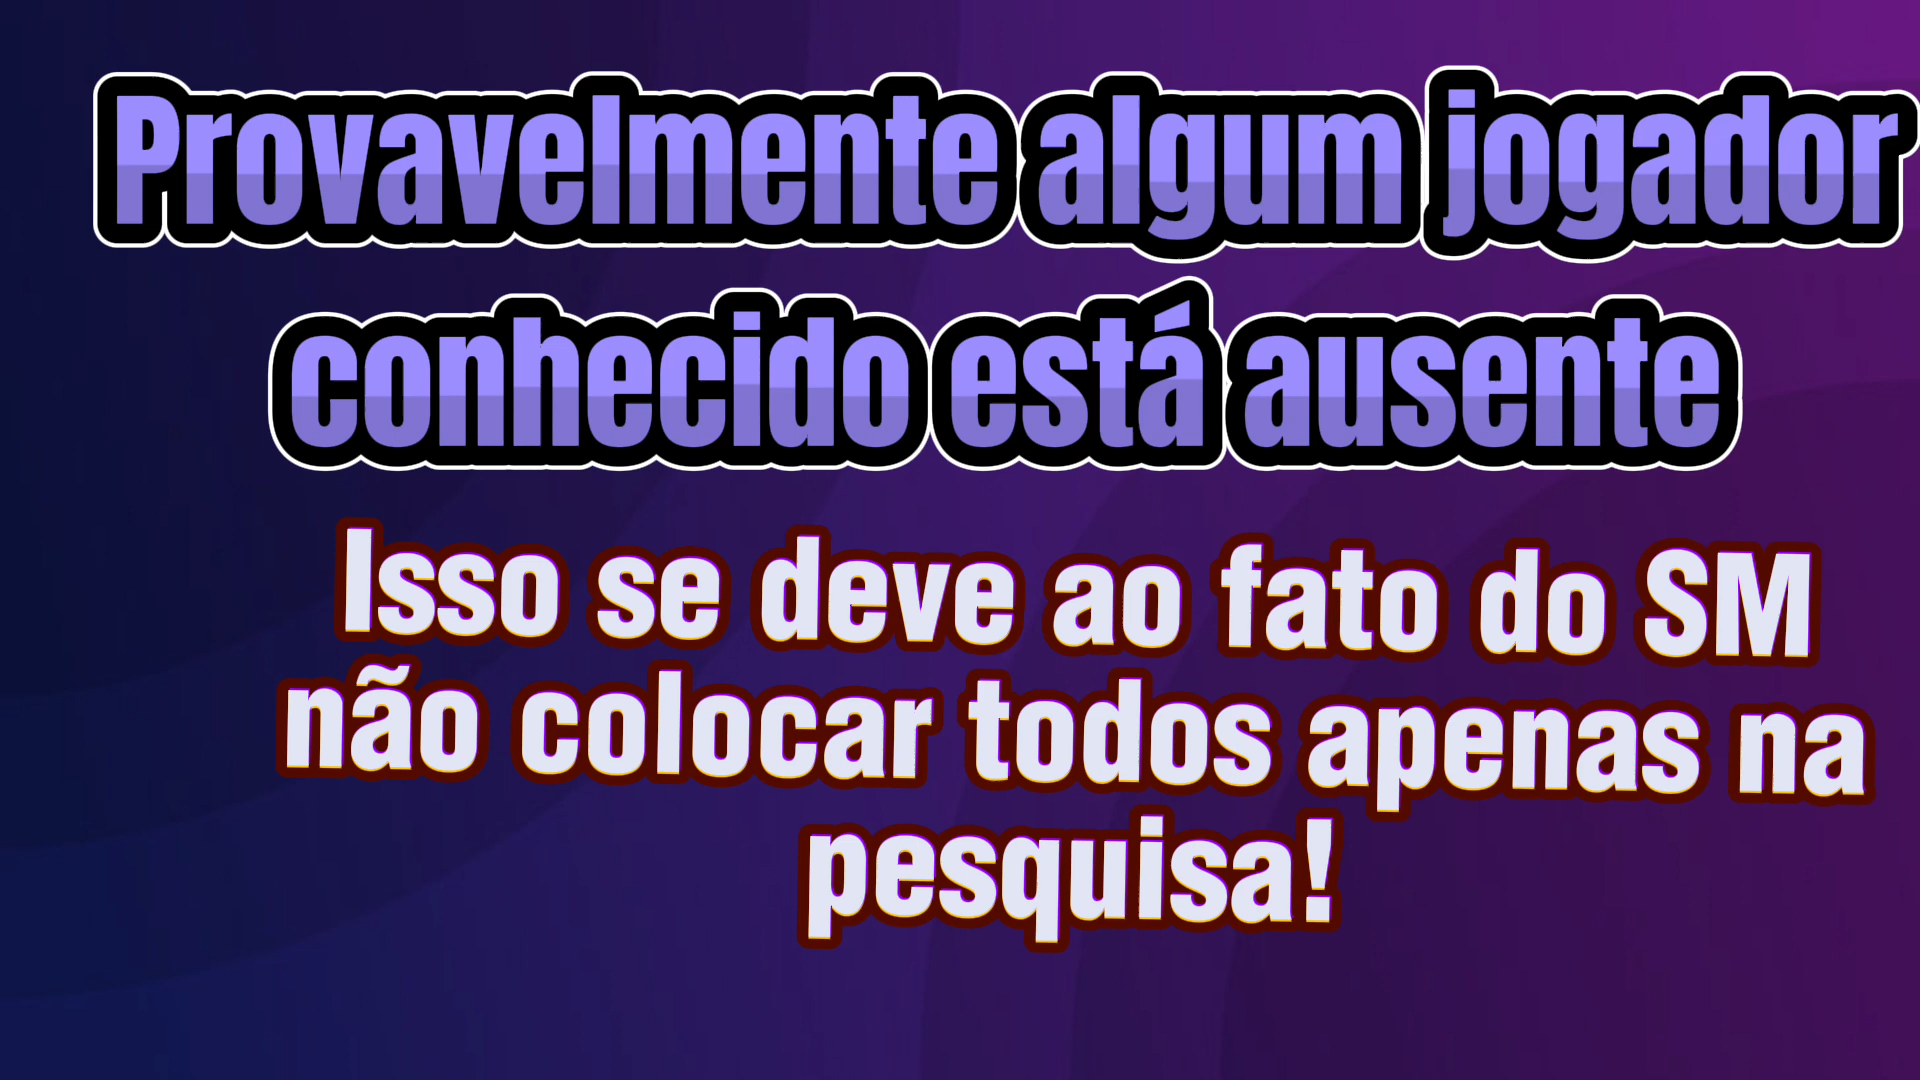 Provavelmente algum jogador
conhecido está ausente
Isso se deve ao fato do SM
não colocar todos apenas na
pesquisa!